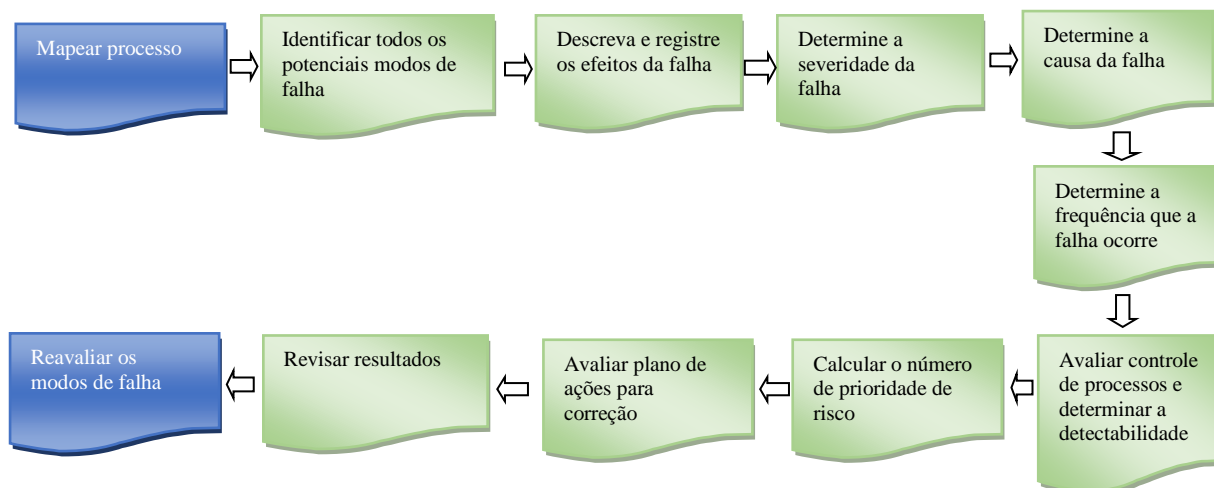 Mapear processo
Identificar todos os
potenciais modos de
falha
Descreva e registre
os efeitos da falha
Determine a
severidade da
falha
Determine a
causa da falha
Determine a
frequência que a
falha ocorre
Avaliar controle
de processos e
determinar a
detectabilidade
Calcular o número
de prioridade de
risco
Avaliar plano de
ações para
correção
Revisar resultados
Reavaliar os
modos de falha